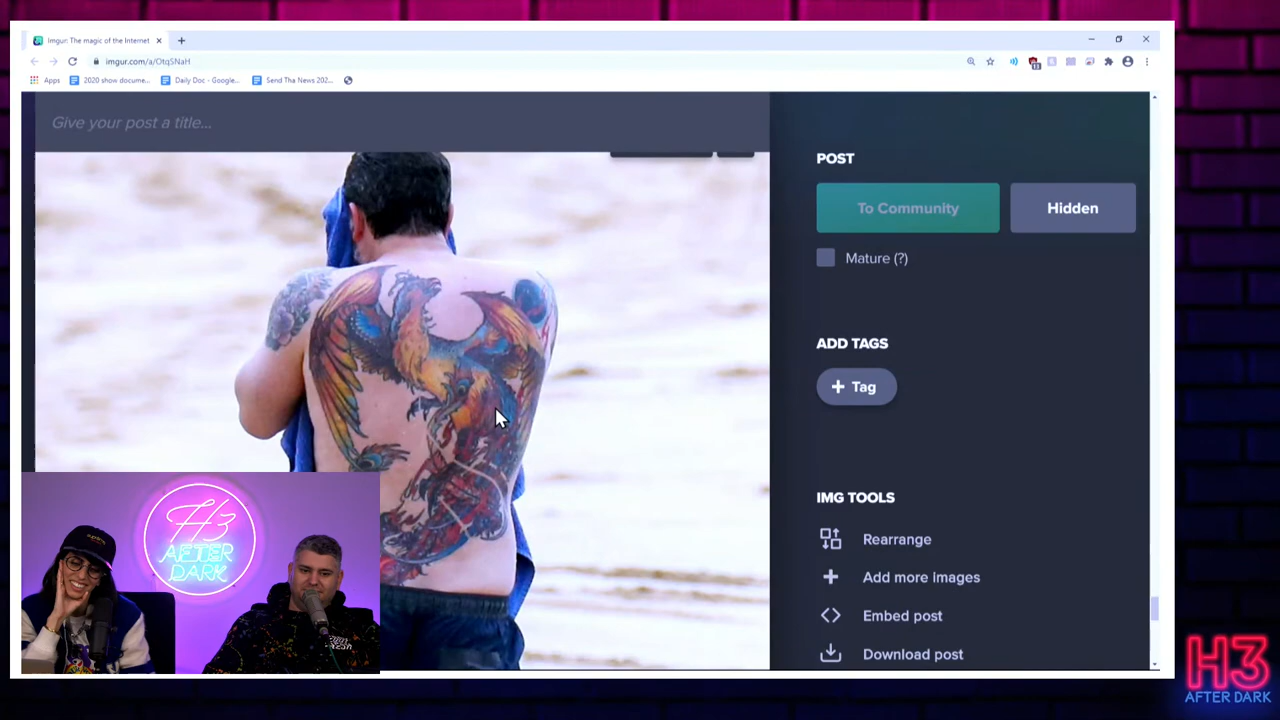 Imgur: The magic of the Internet
imgur.com/a/Otq5NaH
Apps
2020 show docume...
Daily Doc - Google...
Send Tha News 202...
Give your post a title...
POST
To Community
Hidden
Mature (?)
ADD TAGS
+ Tag
IMG TOOLS
Rearrange
Add more images
Embed post
Download post
H3
AFTER
DARK
H3
AFTER DARK